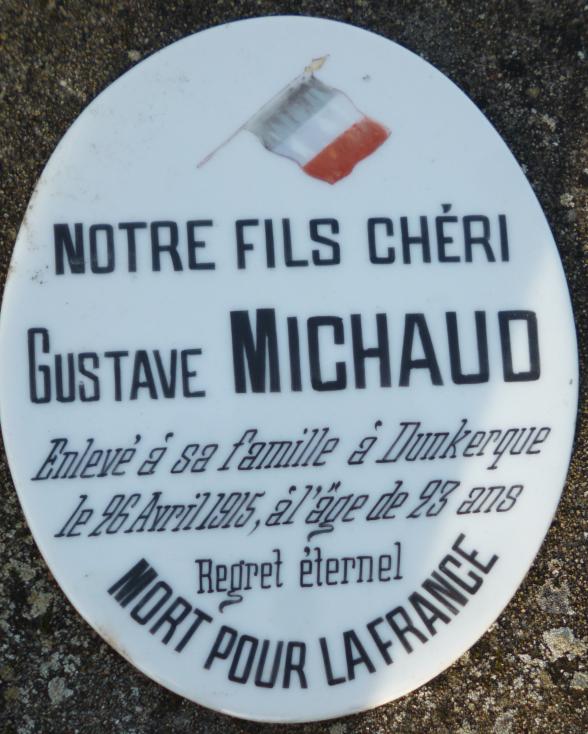 NOTRE FILS CHÉRI
GUSTAVE MICHAUD
Enlevé á sa famille á Dunkerque
le 26 Avril 1915, á l'âge de 23 ans
Regret éternel
MORT POUR LA FRANCE